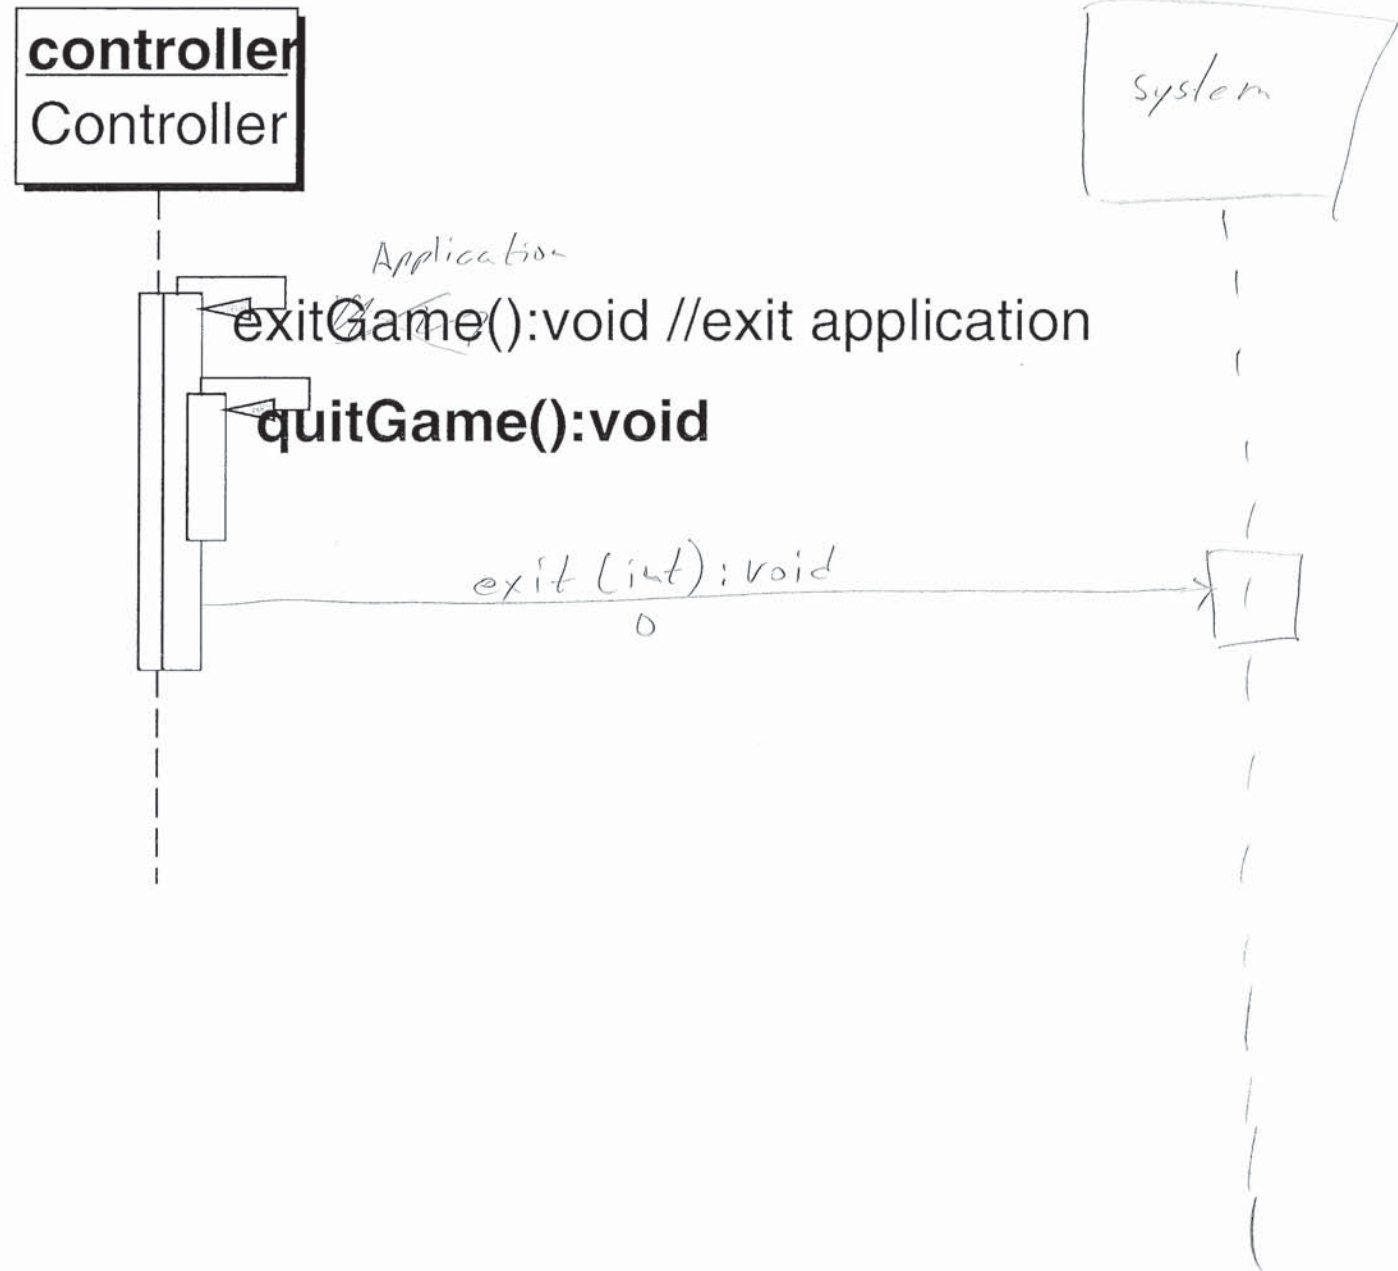 controller
Controller
system
Application
exitGame():void //exit application
quitGame():void
exit(int):void
0